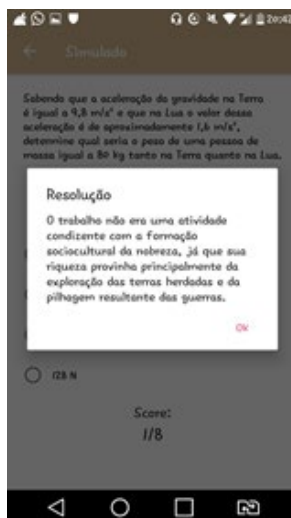 20:42
Simulado
Sabendo que a aceleração da gravidade na Terra
é igual a 9,8 m/s² e que na Lua o valor dessa
aceleração é de aproximadamente 1,6 m/s²,
determine qual seria o peso de uma pessoa de
massa igual a 80 kg tanto na Terra quanto na Lua.
Resolução
O trabalho não era uma atividade
condizente com a formação
sociocultural da nobreza, já que sua
riqueza provinha principalmente da
exploração das terras herdadas e da
pilhagem resultante das guerras.
Ok
128 N
Score:
1/8